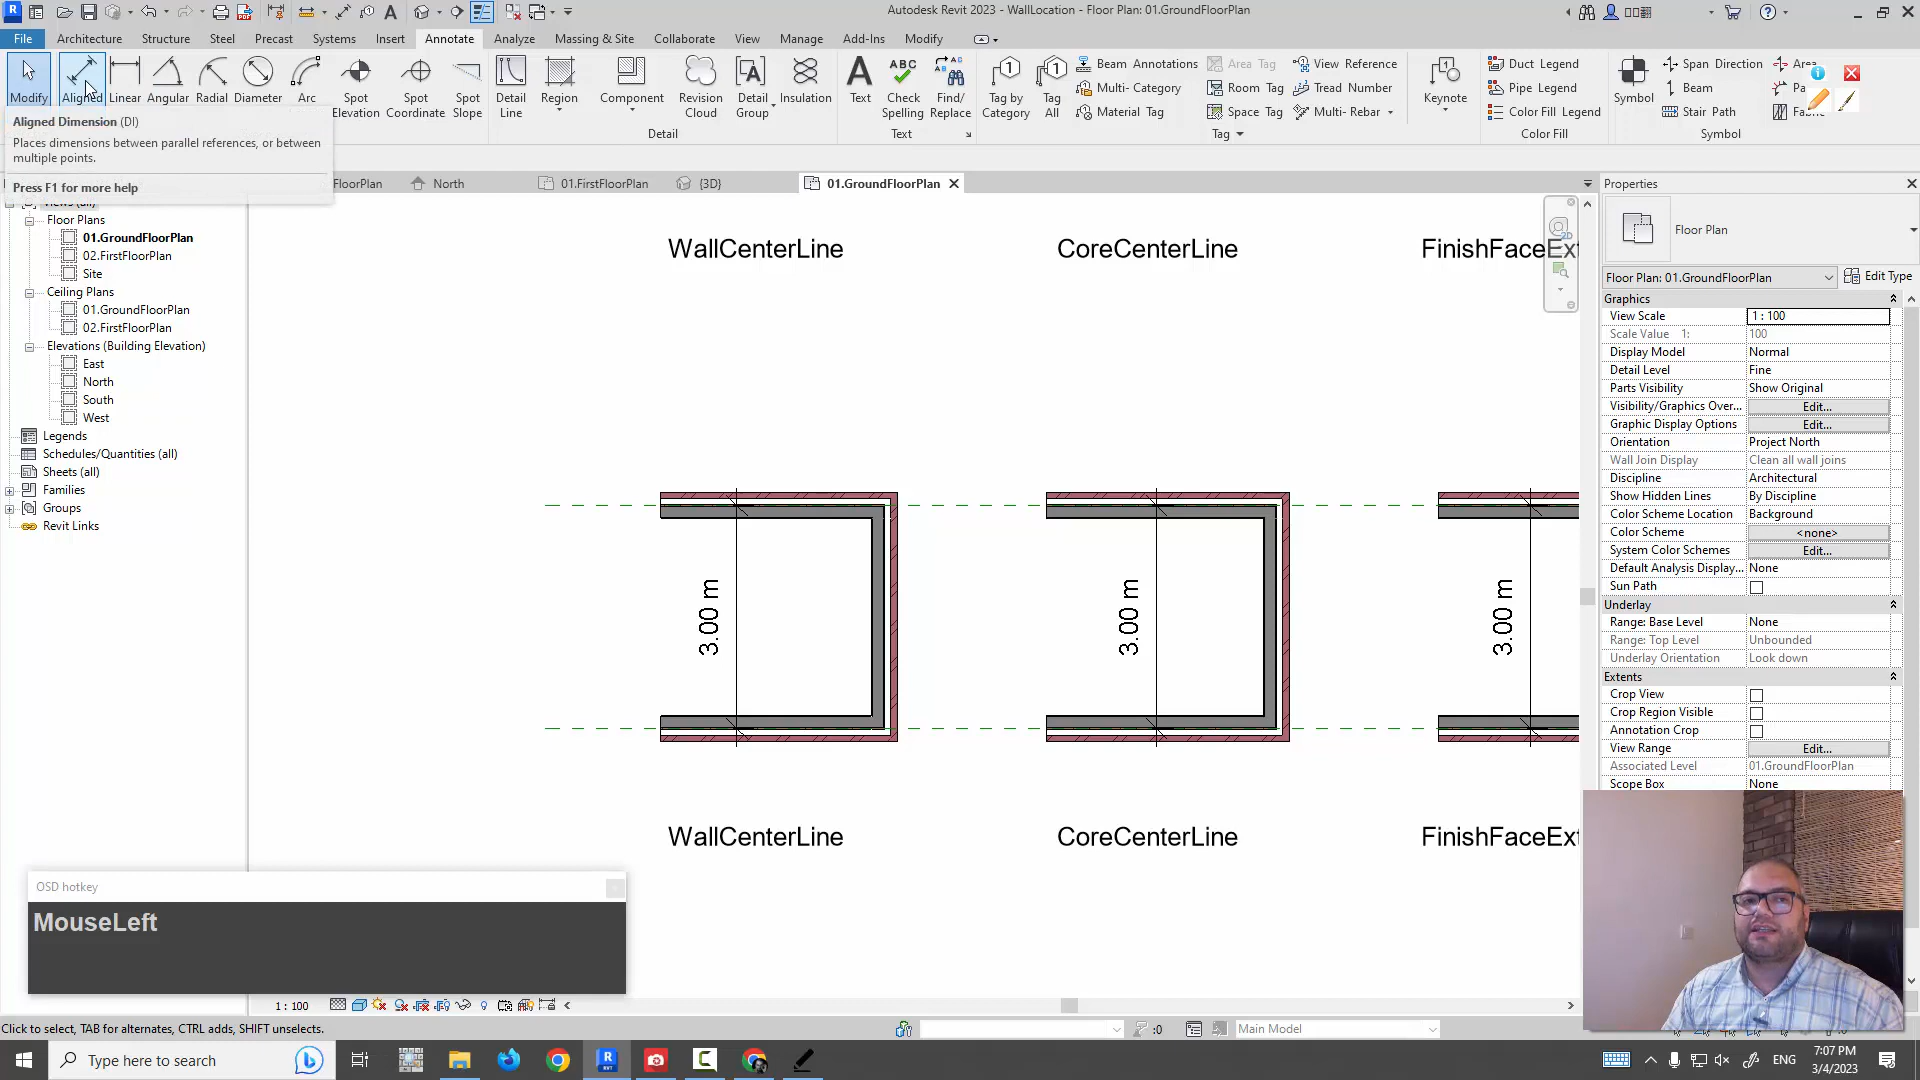 Autodesk Revit 2023 - WallLocation - Floor Plan: 01.GroundFloorPlan
File Architecture Structure Steel Precast Systems Insert Annotate Analyze Massing & Site Collaborate View Manage Add-Ins Modify
Modify Aligned Linear Angular Radial Diameter Arc
Spot Elevation
Spot Coordinate
Spot Slope
Detail Line
Region
Component
Revision Cloud
Detail Group
Insulation
Detail
Text
ABC
Check Spelling
Find/ Replace
Text
Tag by Category
Tag All
Beam Annotations
Multi- Category
Material Tag
Area Tag
Room Tag
Space Tag
View Reference
Tread Number
Multi- Rebar
Tag
Keynote
Duct Legend
Pipe Legend
Color Fill Legend
Color Fill
Symbol
Span Direction
Beam
Stair Path
Area
Symbol
Aligned Dimension (DI)
Places dimensions between parallel references, or between
multiple points.
Press F1 for more help
FloorPlan
North
01.FirstFloorPlan
{3D}
01.GroundFloorPlan
Views (all)
Floor Plans
01.GroundFloorPlan
02.FirstFloorPlan
Site
Ceiling Plans
01.GroundFloorPlan
02.FirstFloorPlan
Elevations (Building Elevation)
East
North
South
West
Legends
Schedules/Quantities (all)
Sheets (all)
Families
Groups
Revit Links
WallCenterLine
CoreCenterLine
FinishFaceExt
3.00 m
3.00 m
3.00 m
WallCenterLine
CoreCenterLine
FinishFaceExt
Properties
Floor Plan
Floor Plan: 01.GroundFloorPlan
Edit Type
Graphics
View Scale 1 : 100
Scale Value 1: 100
Display Model Normal
Detail Level Fine
Parts Visibility Show Original
Visibility/Graphics Over... Edit...
Graphic Display Options Edit...
Orientation Project North
Wall Join Display Clean all wall joins
Discipline Architectural
Show Hidden Lines By Discipline
Color Scheme Location Background
Color Scheme <none>
System Color Schemes Edit...
Default Analysis Display... None
Sun Path
Underlay
Range: Base Level None
Range: Top Level Unbounded
Underlay Orientation Look down
Extents
Crop View
Crop Region Visible
Annotation Crop
View Range Edit...
Associated Level 01.GroundFloorPlan
Scope Box None
OSD hotkey
MouseLeft
1 : 100
Click to select, TAB for alternates, CTRL adds, SHIFT unselects.
:0
Main Model
Type here to search
ENG
7:07 PM
3/4/2023